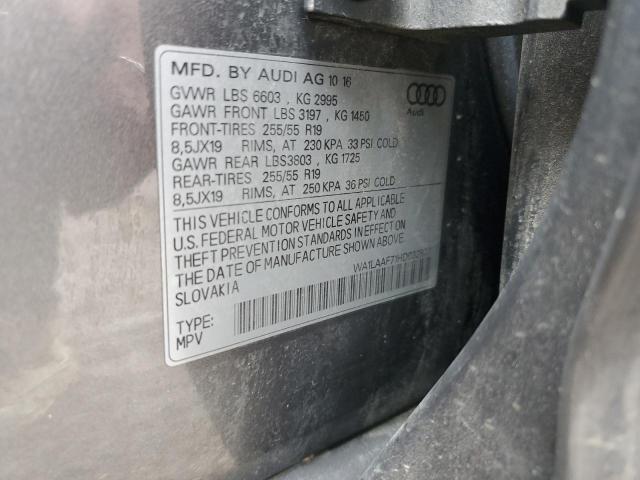 MFD. BY AUDI AG 10 16
GVWR LBS 6603 , KG 2995
GAWR FRONT LBS 3197 , KG 1450
FRONT-TIRES 255/55 R19
8,5JX19 RIMS, AT 230 KPA 33 PSI COLD
GAWR REAR LBS3803 , KG 1725
REAR-TIRES 255/55 R19
8,5JX19 RIMS, AT 250 KPA 36 PSI COLD
Audi
THIS VEHICLE CONFORMS TO ALL APPLICABLE
U.S. FEDERAL MOTOR VEHICLE SAFETY AND
THEFT PREVENTION STANDARDS IN EFFECT ON
THE DATE OF MANUFACTURE SHOWN ABOVE.
SLOVAKIA
TYPE:
MPV